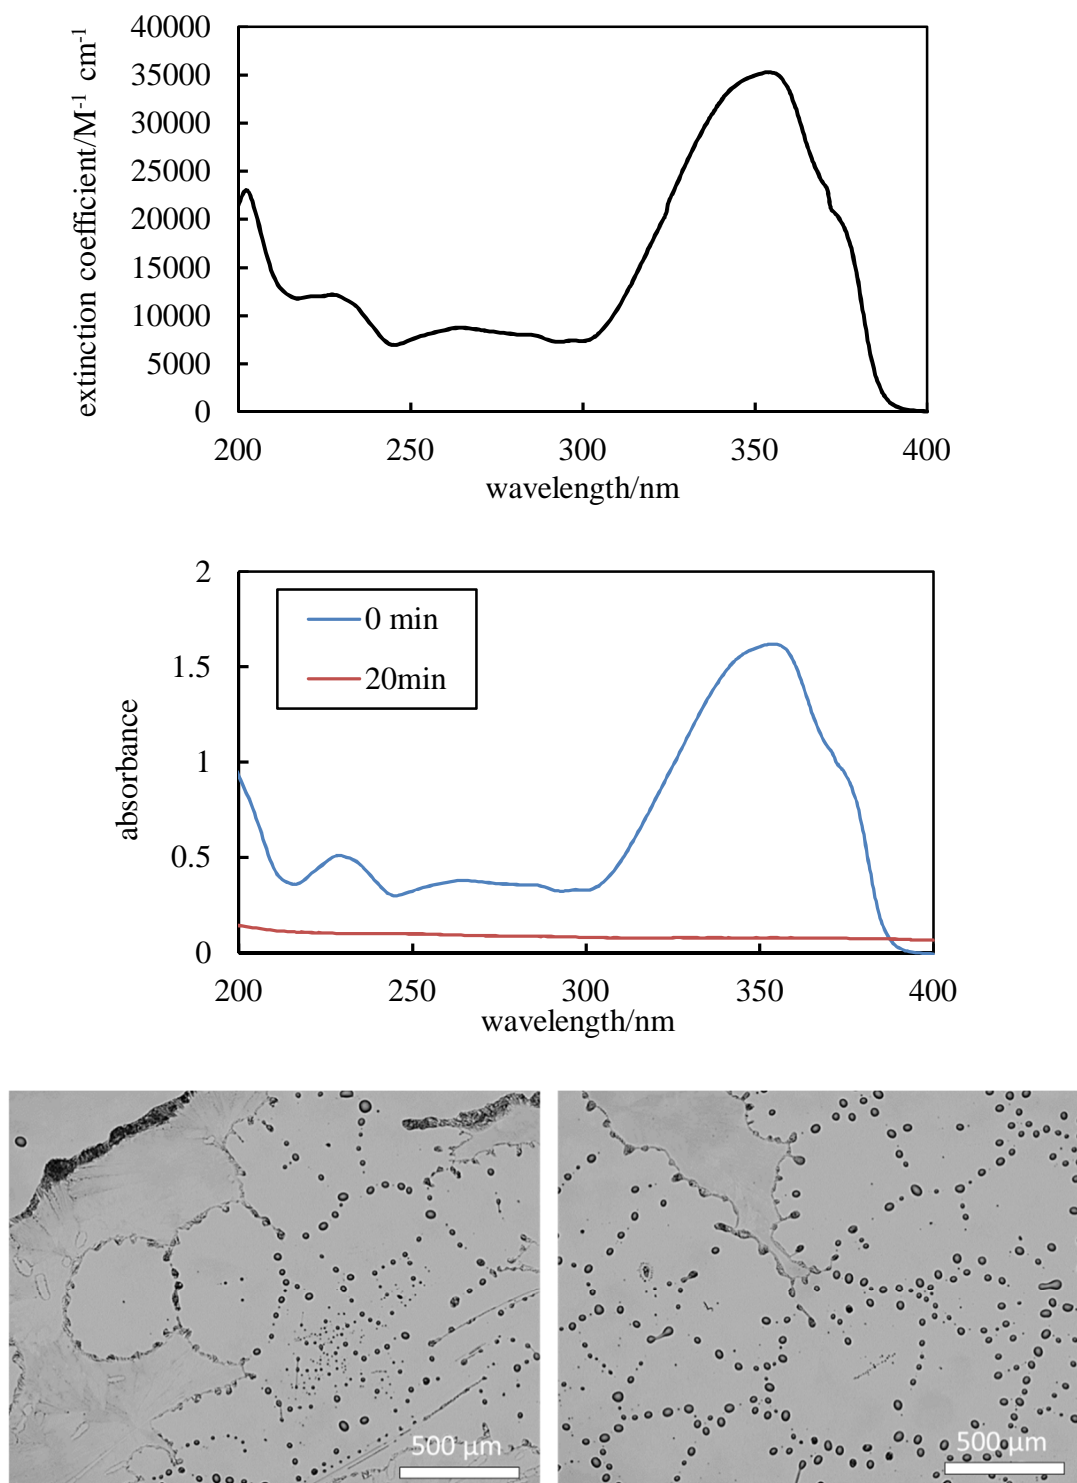 extinction coefficient/M-1 cm-1
40000
35000
30000
25000
20000
15000
10000
5000
0
200 250 300 350 400
wavelength/nm
absorbance
2
1.5
1
0.5
0
0 min
20min
200 250 300 350 400
wavelength/nm
500 µm
500 µm